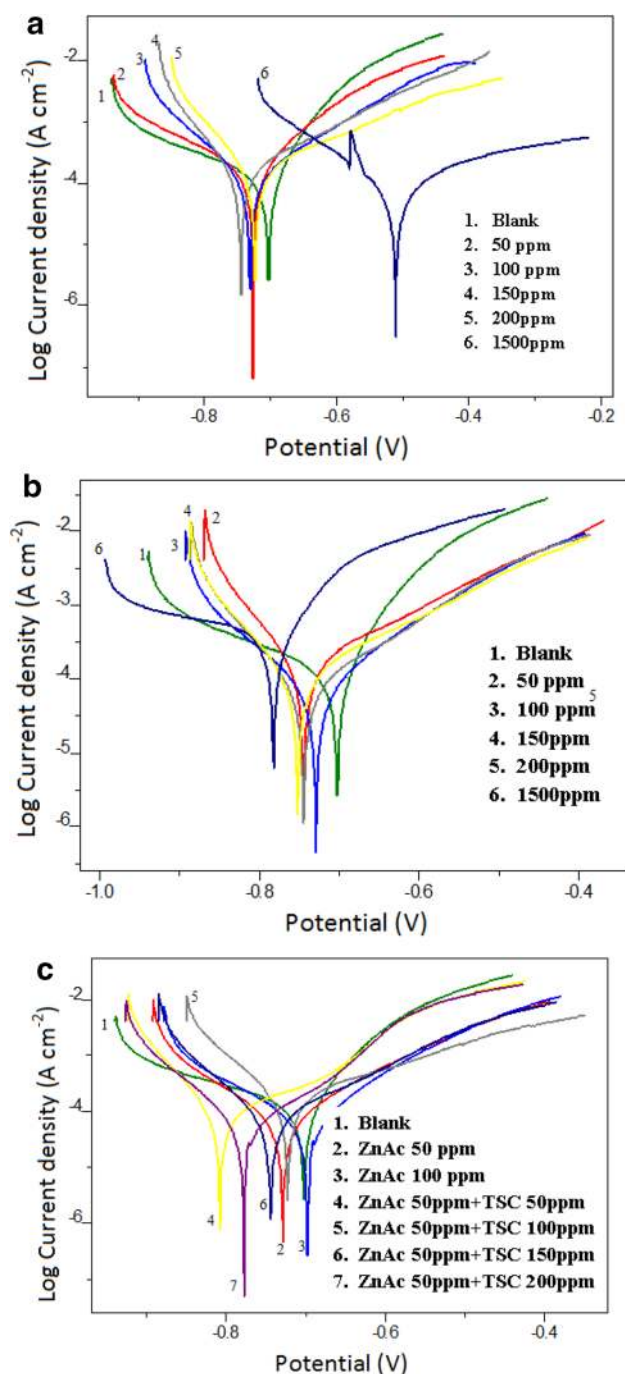 a
Log Current density (A cm-2)
-2
-4
-6
1
2
3
4
5
6
1. Blank
2. 50 ppm
3. 100 ppm
4. 150ppm
5. 200ppm
6. 1500ppm
-0.8
-0.6
-0.4
-0.2
Potential (V)
b
Log Current density (A cm-2)
-1
-2
-3
-4
-5
-6
6
1
3
4
2
1. Blank
2. 50 ppm
5
3. 100 ppm
4. 150ppm
5. 200ppm
6. 1500ppm
-1.0
-0.8
-0.6
-0.4
Potential (V)
c
Log Current density (A cm-2)
-2
-4
-6
1
5
4
7
6
2
3
1. Blank
2. ZnAc 50 ppm
3. ZnAc 100 ppm
4. ZnAc 50ppm+TSC 50ppm
5. ZnAc 50ppm+TSC 100ppm
6. ZnAc 50ppm+TSC 150ppm
7. ZnAc 50ppm+TSC 200ppm
-0.8
-0.6
-0.4
Potential (V)